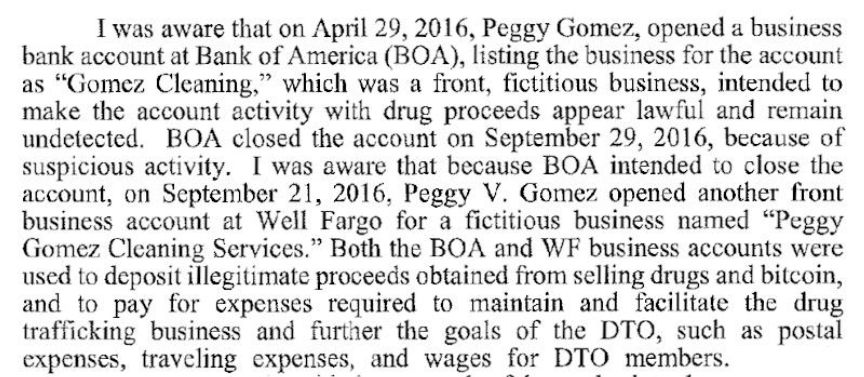 I was aware that on April 29, 2016, Peggy Gomez, opened a business
bank account at Bank of America (BOA), listing the business for the account
as “Gomez Cleaning,” which was a front, fictitious business, intended to
make the account activity with drug proceeds appear lawful and remain
undetected. BOA closed the account on September 29, 2016, because of
suspicious activity. I was aware that because BOA intended to close the
account, on September 21, 2016, Peggy V. Gomez opened another front
business account at Well Fargo for a fictitious business named “Peggy
Gomez Cleaning Services.” Both the BOA and WF business accounts were
used to deposit illegitimate proceeds obtained from selling drugs and bitcoin,
and to pay for expenses required to maintain and facilitate the drug
trafficking business and further the goals of the DTO, such as postal
expenses, traveling expenses, and wages for DTO members.